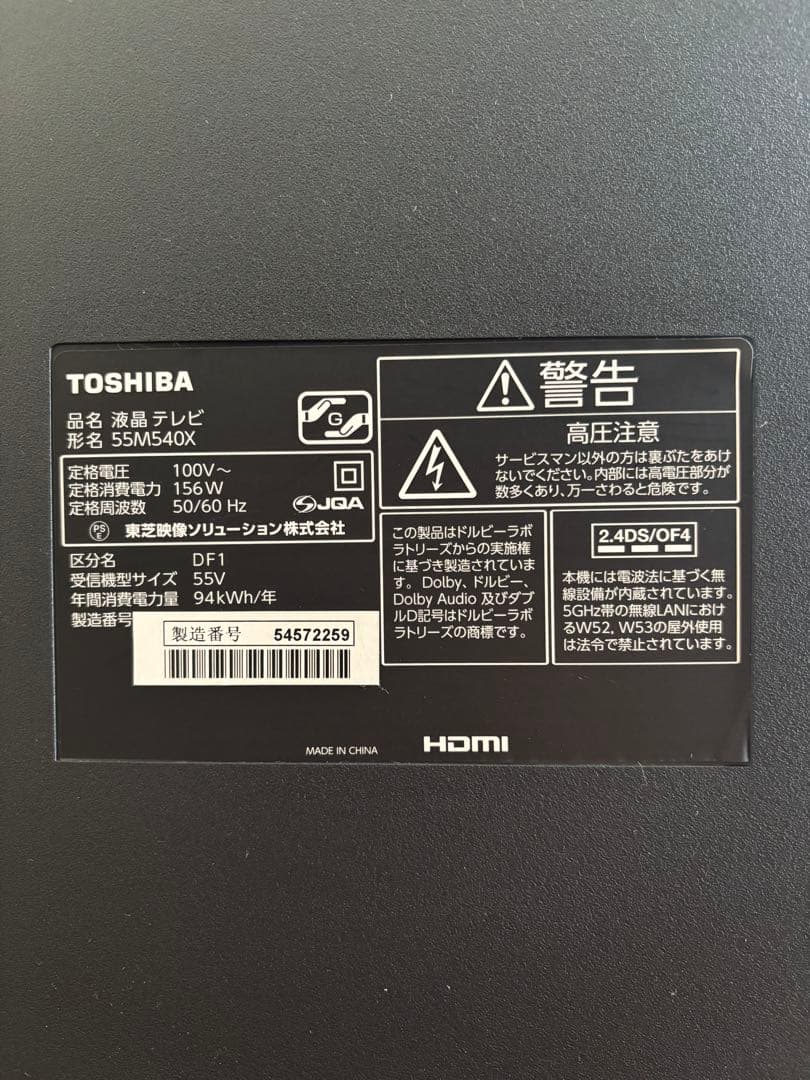 TOSHIBA
品名 液晶テレビ
形名 55M540X
G
定格電圧 100V～
定格消費電力 156W
定格周波数 50/60 Hz
JQA
PS
E
東芝映像ソリューション株式会社
区分名 DF1
受信機型サイズ 55V
年間消費電力量 94kWh/年
製造番号
製造番号 54572259
警告
高圧注意
サービスマン以外の方は裏ぶたをあけ
ないでください。内部には高電圧部分が
数多くあり、万一さわると危険です。
この製品はドルビーラボ
ラトリーズからの実施権
に基づき製造されていま
す。Dolby、ドルビー、
Dolby Audio 及びダブ
ルD記号はドルビーラボ
ラトリーズの商標です。
2.4DS/OF4
本機には電波法に基づく無
線設備が内蔵されています。
5GHz帯の無線LANにおけ
るW52, W53の屋外使用
は法令で禁止されています。
MADE IN CHINA
HDMI